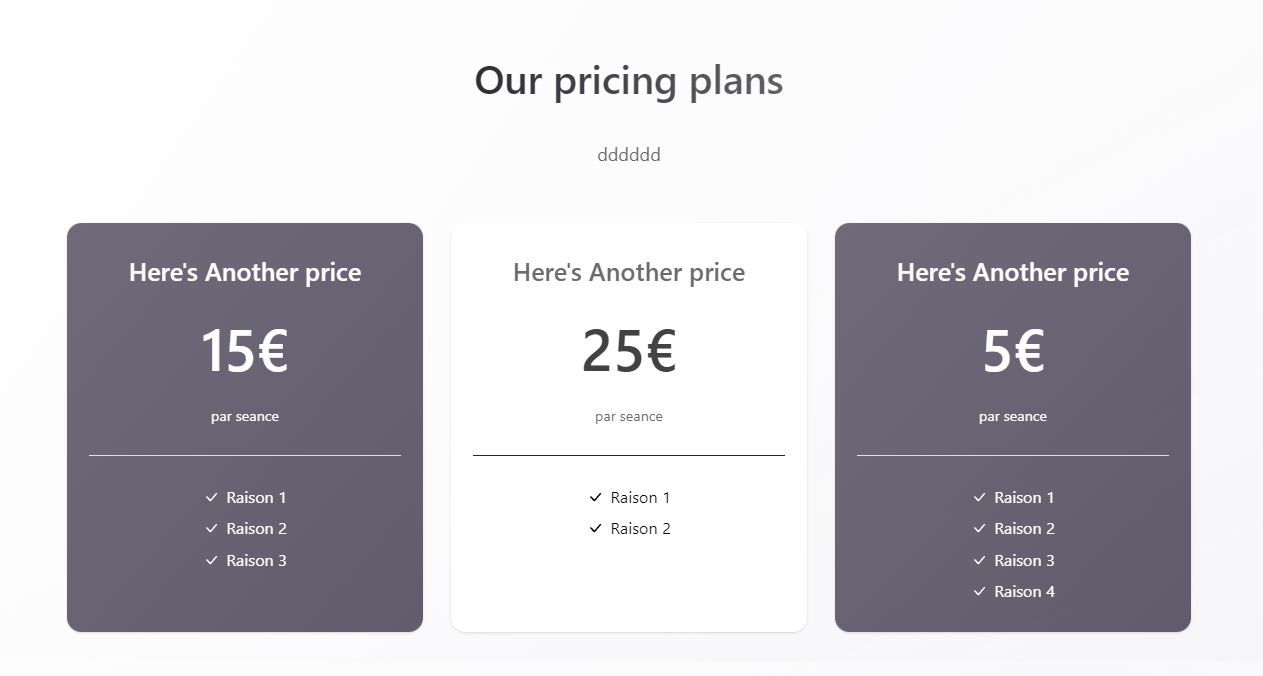 Our pricing plans
dddddd
Here's Another price
15€
par seance
Raison 1
Raison 2
Raison 3
Here's Another price
25€
par seance
Raison 1
Raison 2
Here's Another price
5€
par seance
Raison 1
Raison 2
Raison 3
Raison 4